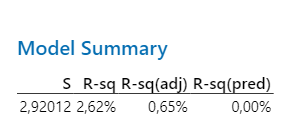 Model Summary
S R-sq R-sq(adj) R-sq(pred)
2,92012 2,62% 0,65% 0,00%